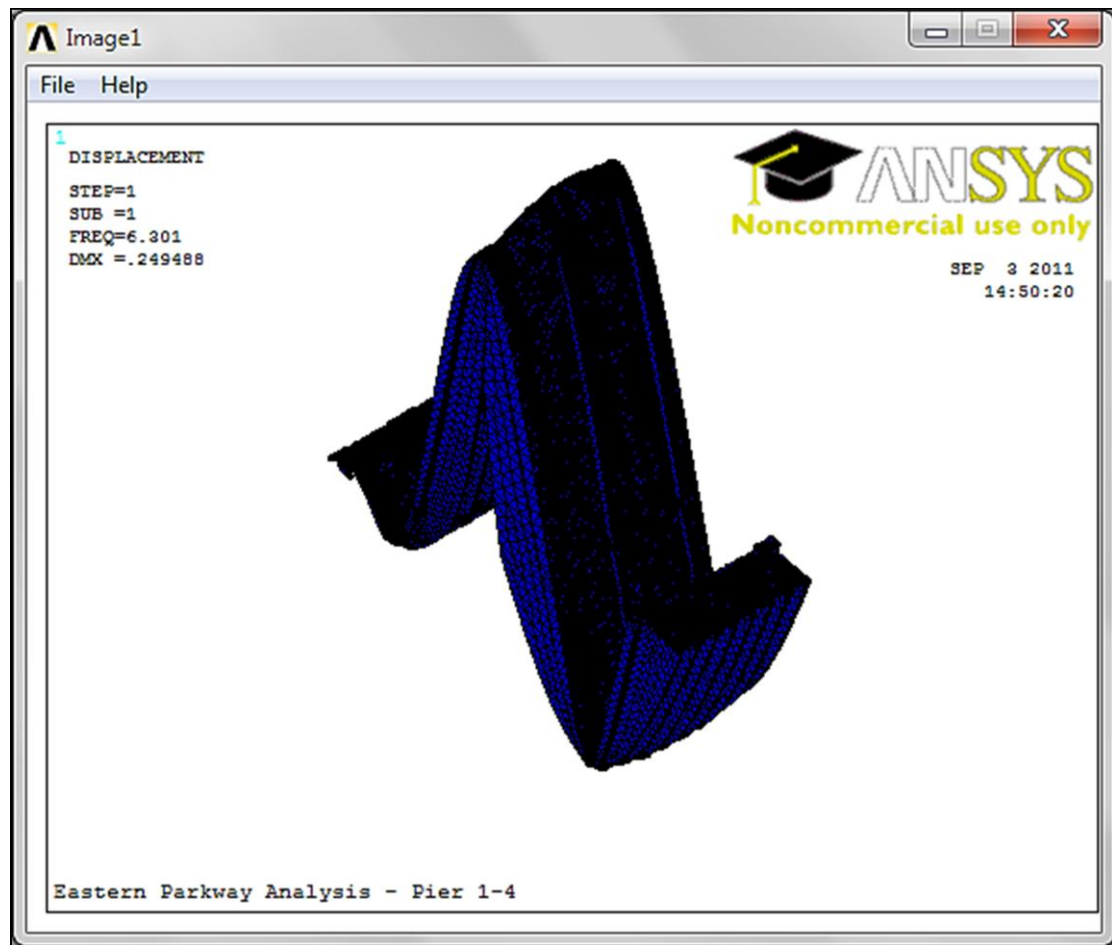 Image1
File Help
1
DISPLACEMENT
STEP=1
SUB =1
FREQ=6.301
DMX =.249488
ANSYS
Noncommercial use only
SEP 3 2011
14:50:20
Eastern Parkway Analysis - Pier 1-4